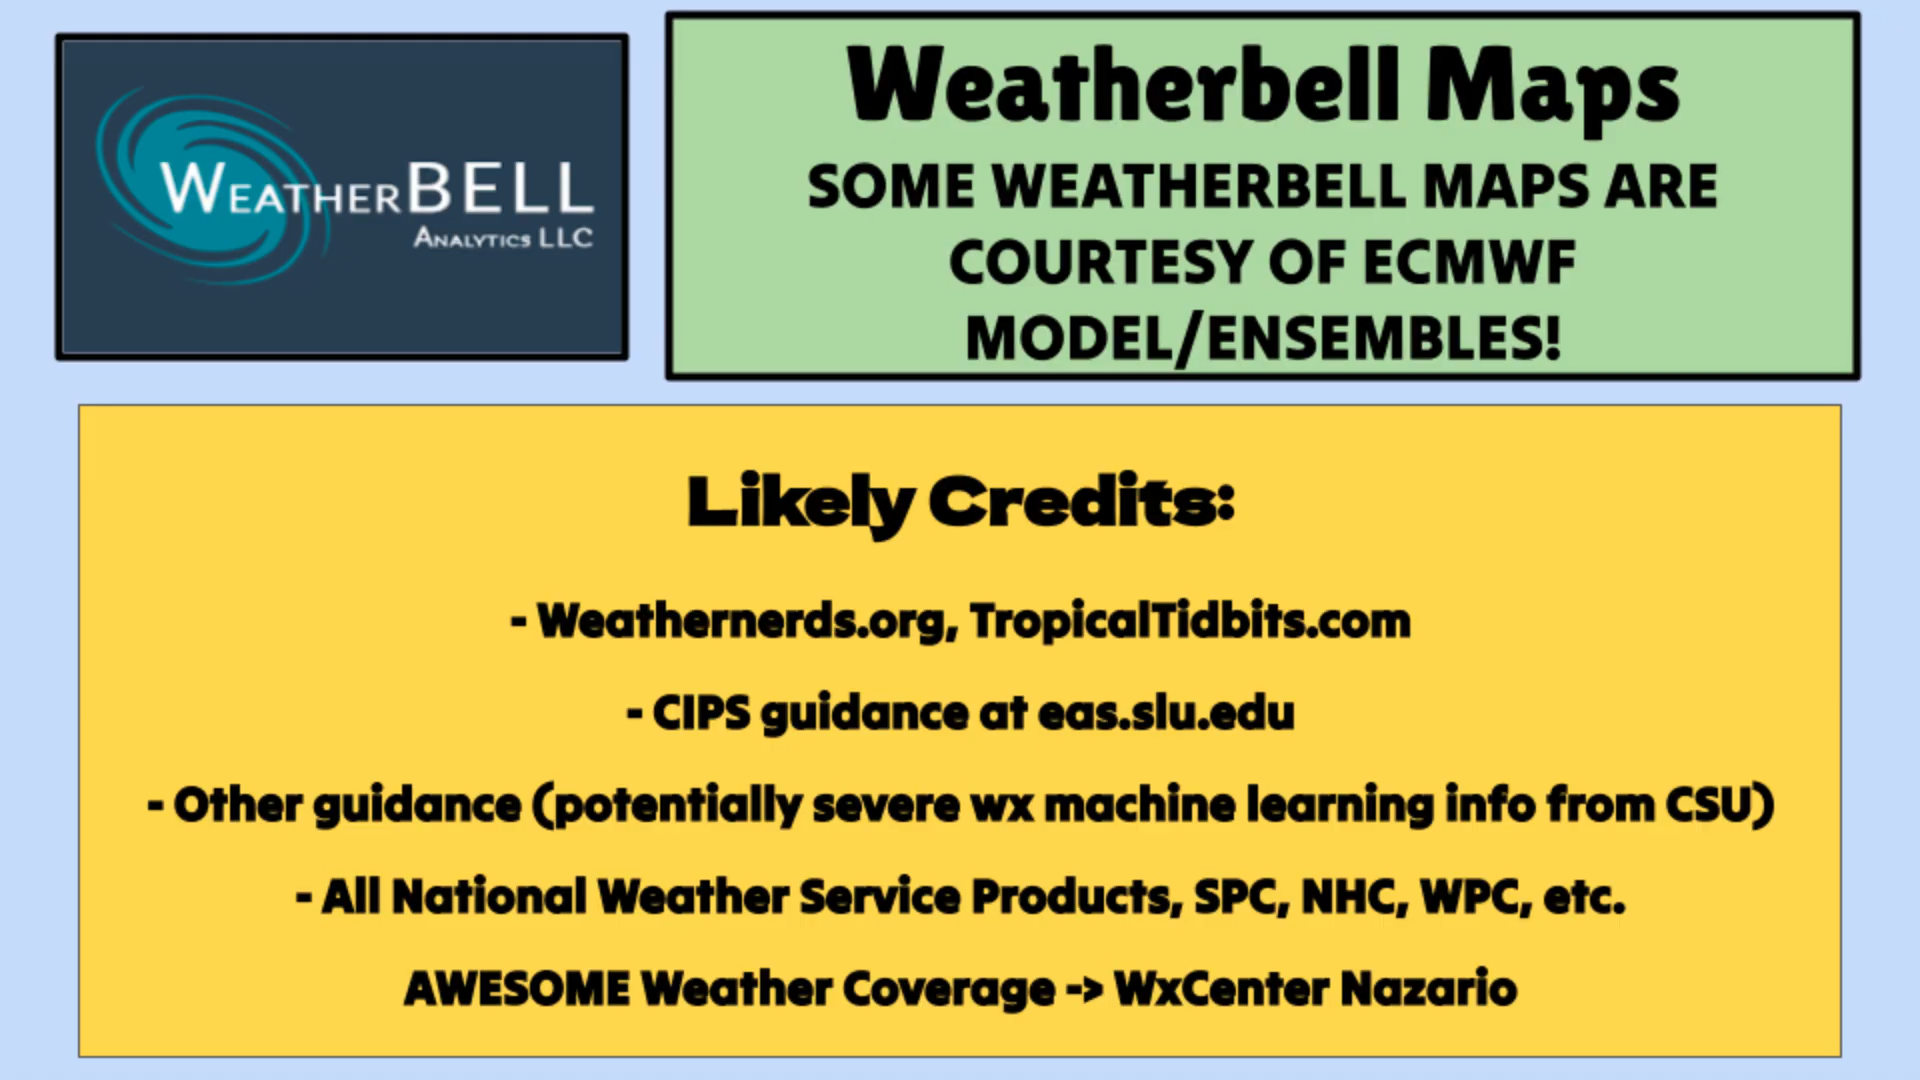 WEATHERBELL
ANALYTICS LLC
Weatherbell Maps
SOME WEATHERBELL MAPS ARE
COURTESY OF ECMWF
MODEL/ENSEMBLES!
Likely Credits:
- Weathernerds.org, TropicalTidbits.com
- CIPS guidance at eas.slu.edu
- Other guidance (potentially severe wx machine learning info from CSU)
- All National Weather Service Products, SPC, NHC, WPC, etc.
AWESOME Weather Coverage -> WxCenter Nazario